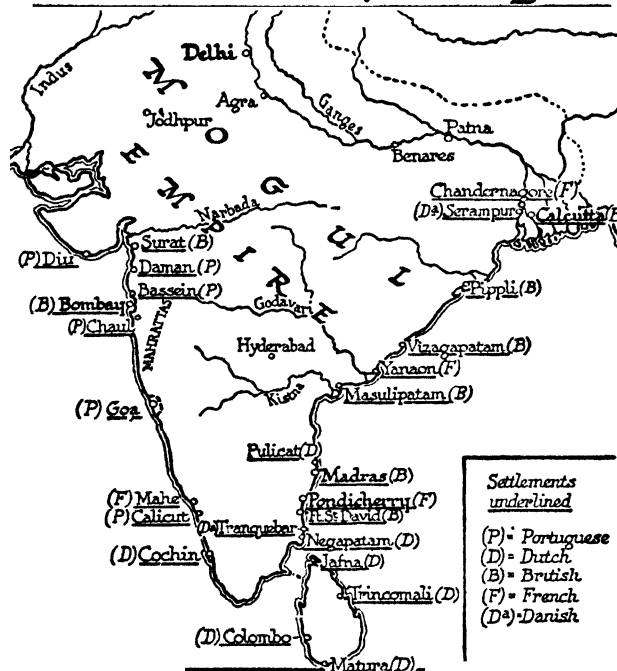 Delhi
Indus
Agra
Jodhpur
Ganges
Patna
Benares
MOGUL
EMPIRE
Chandernagore (F)
(Da) Serampur
Calcutta (B
Narbada
Surat (B)
(P) Diu
Daman (P)
Bassein (P)
(B) Bombay
(P) Chaul
MAHRATTAS
Godavari
Pippli (B)
Hyderabad
Vizagapatam (B)
Yanaon (F)
Kistna
Masulipatam (B)
(P) Goa
Pulicat (D)
Madras (B)
(F) Mahe
Pondicherry (F)
(P) Calicut
Ft. St David (B)
(Da) Tranquebar
Negapatam (D)
(D) Cochin
Jafna (D)
Trincomali (D)
(D) Colombo
Matura (D)
Settlements
underlined
(P) = Portuguese
(D) = Dutch
(B) = British
(F) = French
(Da) = Danish